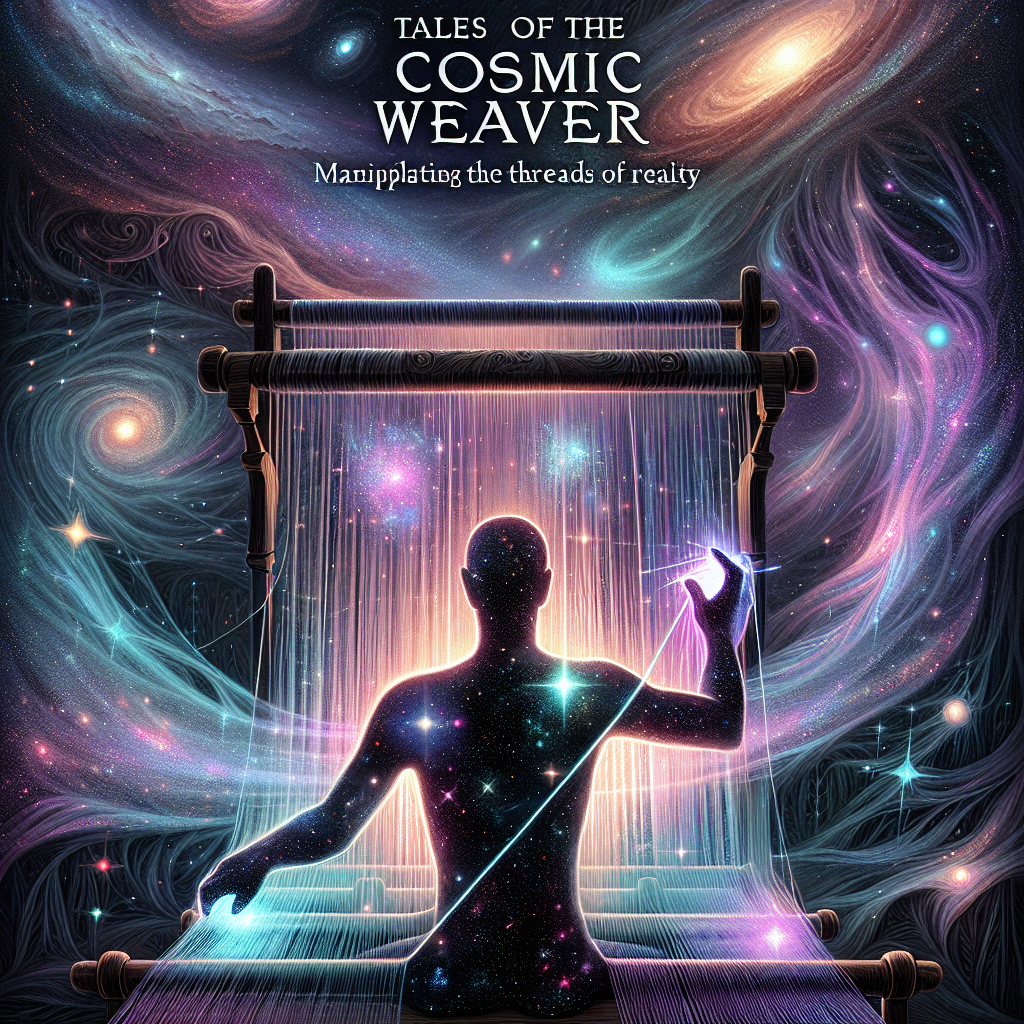 TALES OF THE
COSMIC
WEAVER
Manipplating the threads of realty